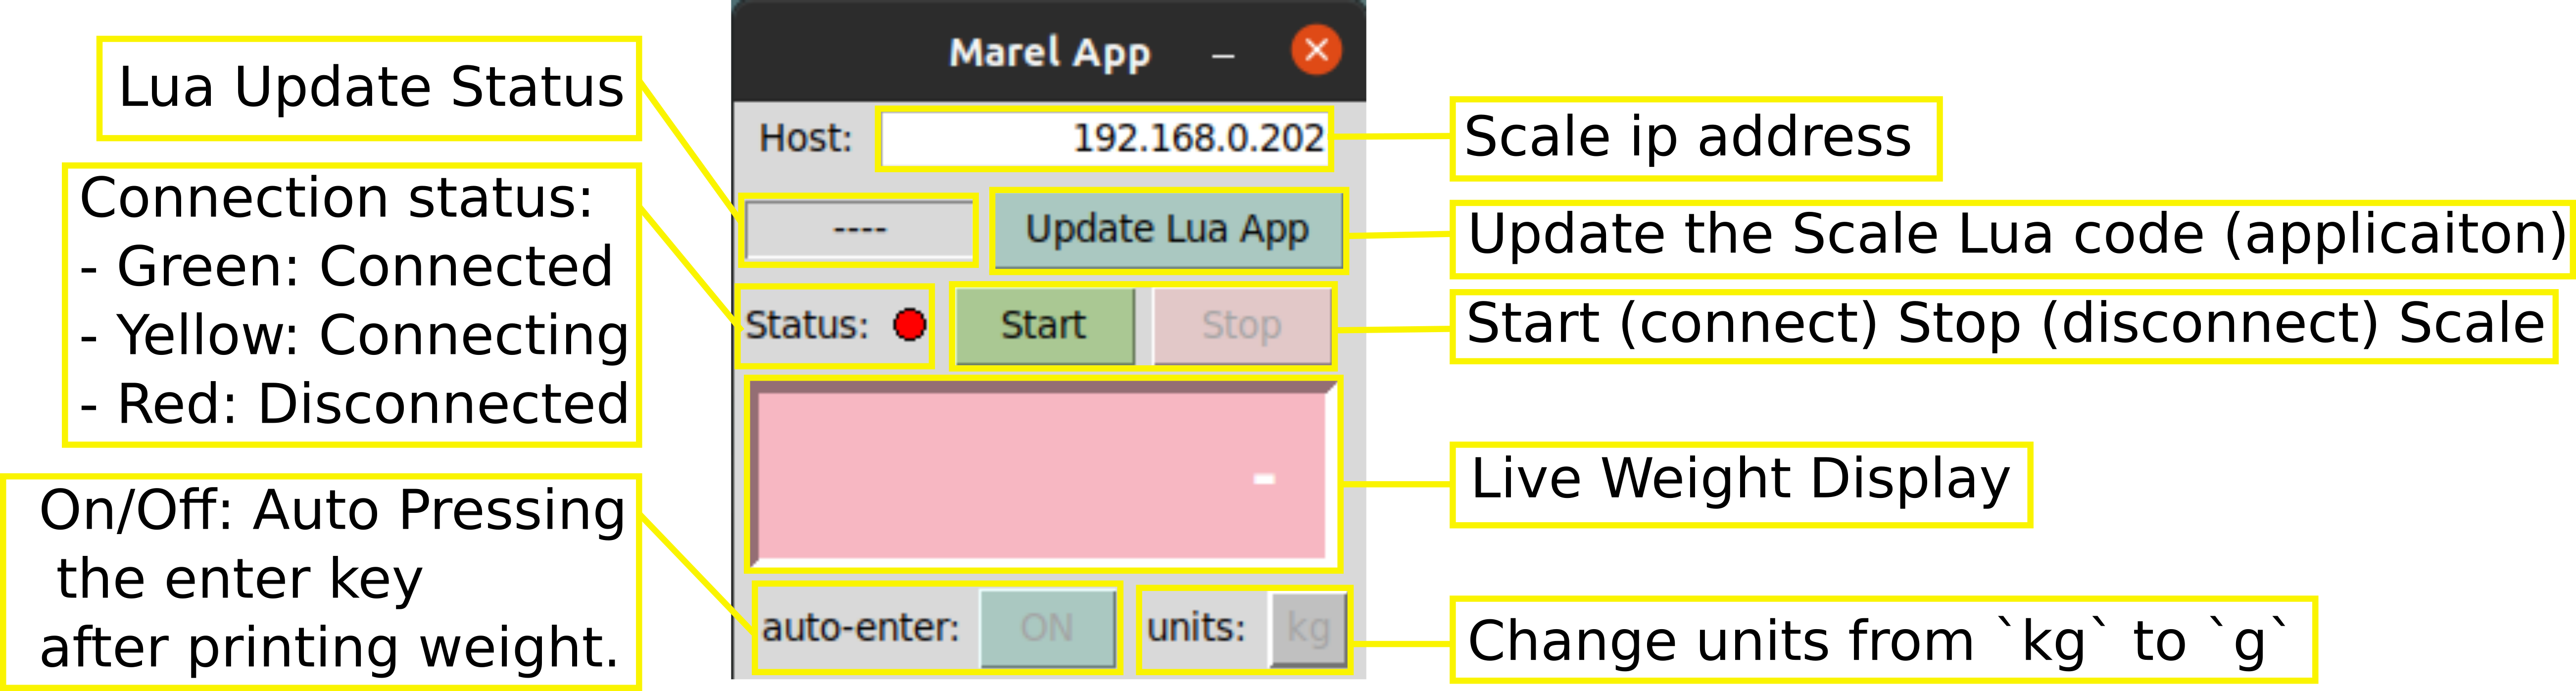 Lua Update Status
Connection status:
- Green: Connected
- Yellow: Connecting
- Red: Disconnected
On/Off: Auto Pressing
the enter key
after printing weight.
Marel App
Host: 192.168.0.202
---- Update Lua App
Status: Start Stop
-
auto-enter: ON units: kg
Scale ip address
Update the Scale Lua code (applicaiton)
Start (connect) Stop (disconnect) Scale
Live Weight Display
Change units from `kg` to `g`